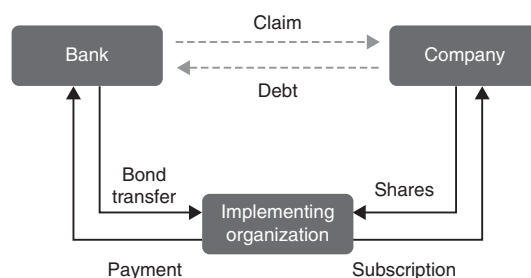 Claim
Bank
Company
Debt
Bond
transfer
Shares
Implementing
organization
Payment
Subscription